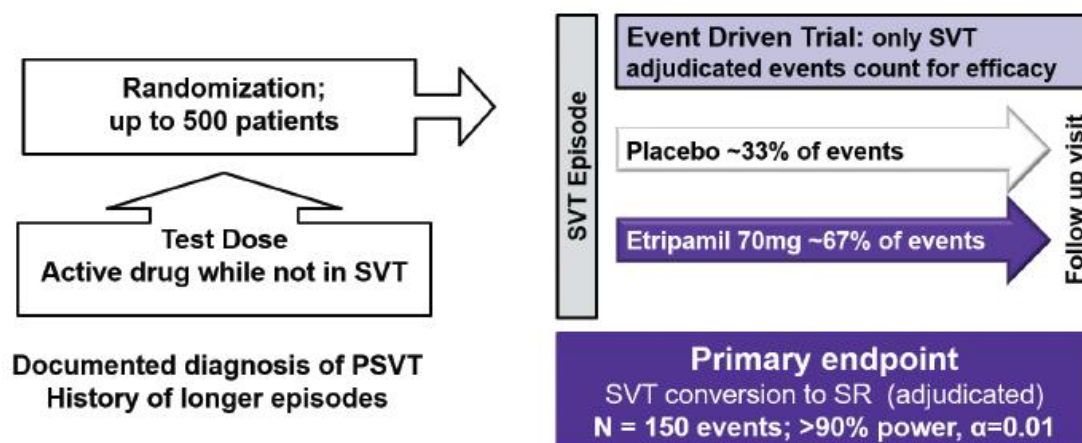 Randomization;
up to 500 patients
Test Dose
Active drug while not in SVT
Documented diagnosis of PSVT
History of longer episodes
SVT Episode
Event Driven Trial: only SVT
adjudicated events count for efficacy
Placebo ~33% of events
Etripamil 70mg ~67% of events
Follow up visit
Primary endpoint
SVT conversion to SR (adjudicated)
N = 150 events; >90% power, α=0.01